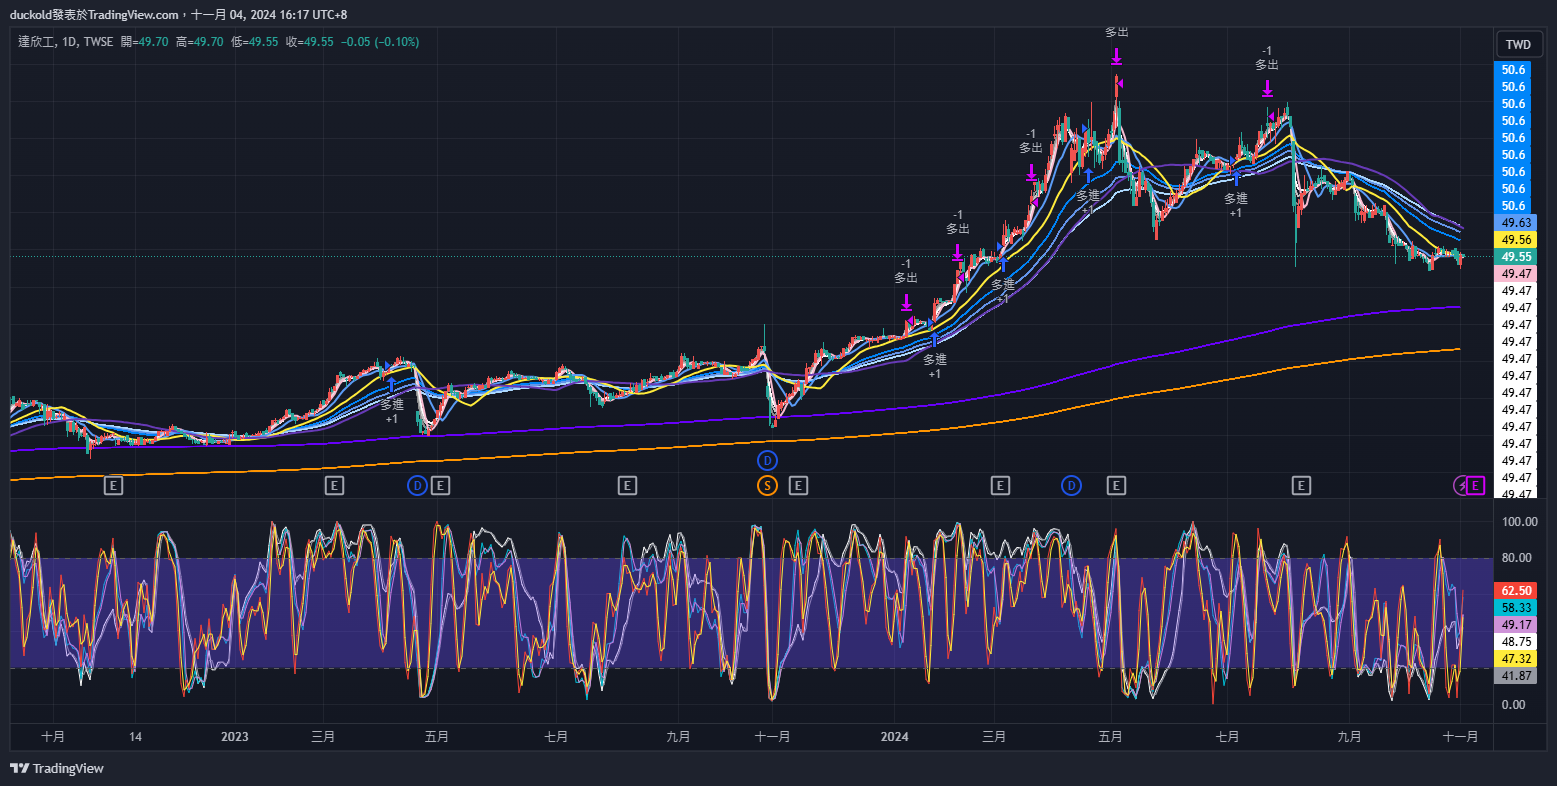 duckold發表於TradingView.com，十一月 04, 2024 16:17 UTC+8
達欣工, 1D, TWSE 開=49.70 高=49.70 低=49.55 收=49.55 −0.05 (−0.10%)
TWD
多出
-1
多出
-1
多出
-1
多出
-1
多出
多進
+1
多進
+1
多進
+1
多進
+1
多進
+1
50.6
50.6
50.6
50.6
50.6
50.6
50.6
50.6
50.6
49.63
49.56
49.55
49.47
49.47
49.47
49.47
49.47
49.47
49.47
49.47
49.47
49.47
49.47
49.47
49.47
49.47
D
E E D E E S E E D E E E
100.00
80.00
62.50
58.33
49.17
48.75
47.32
41.87
0.00
十月 14 2023 三月 五月 七月 九月 十一月 2024 三月 五月 七月 九月 十一月
TradingView